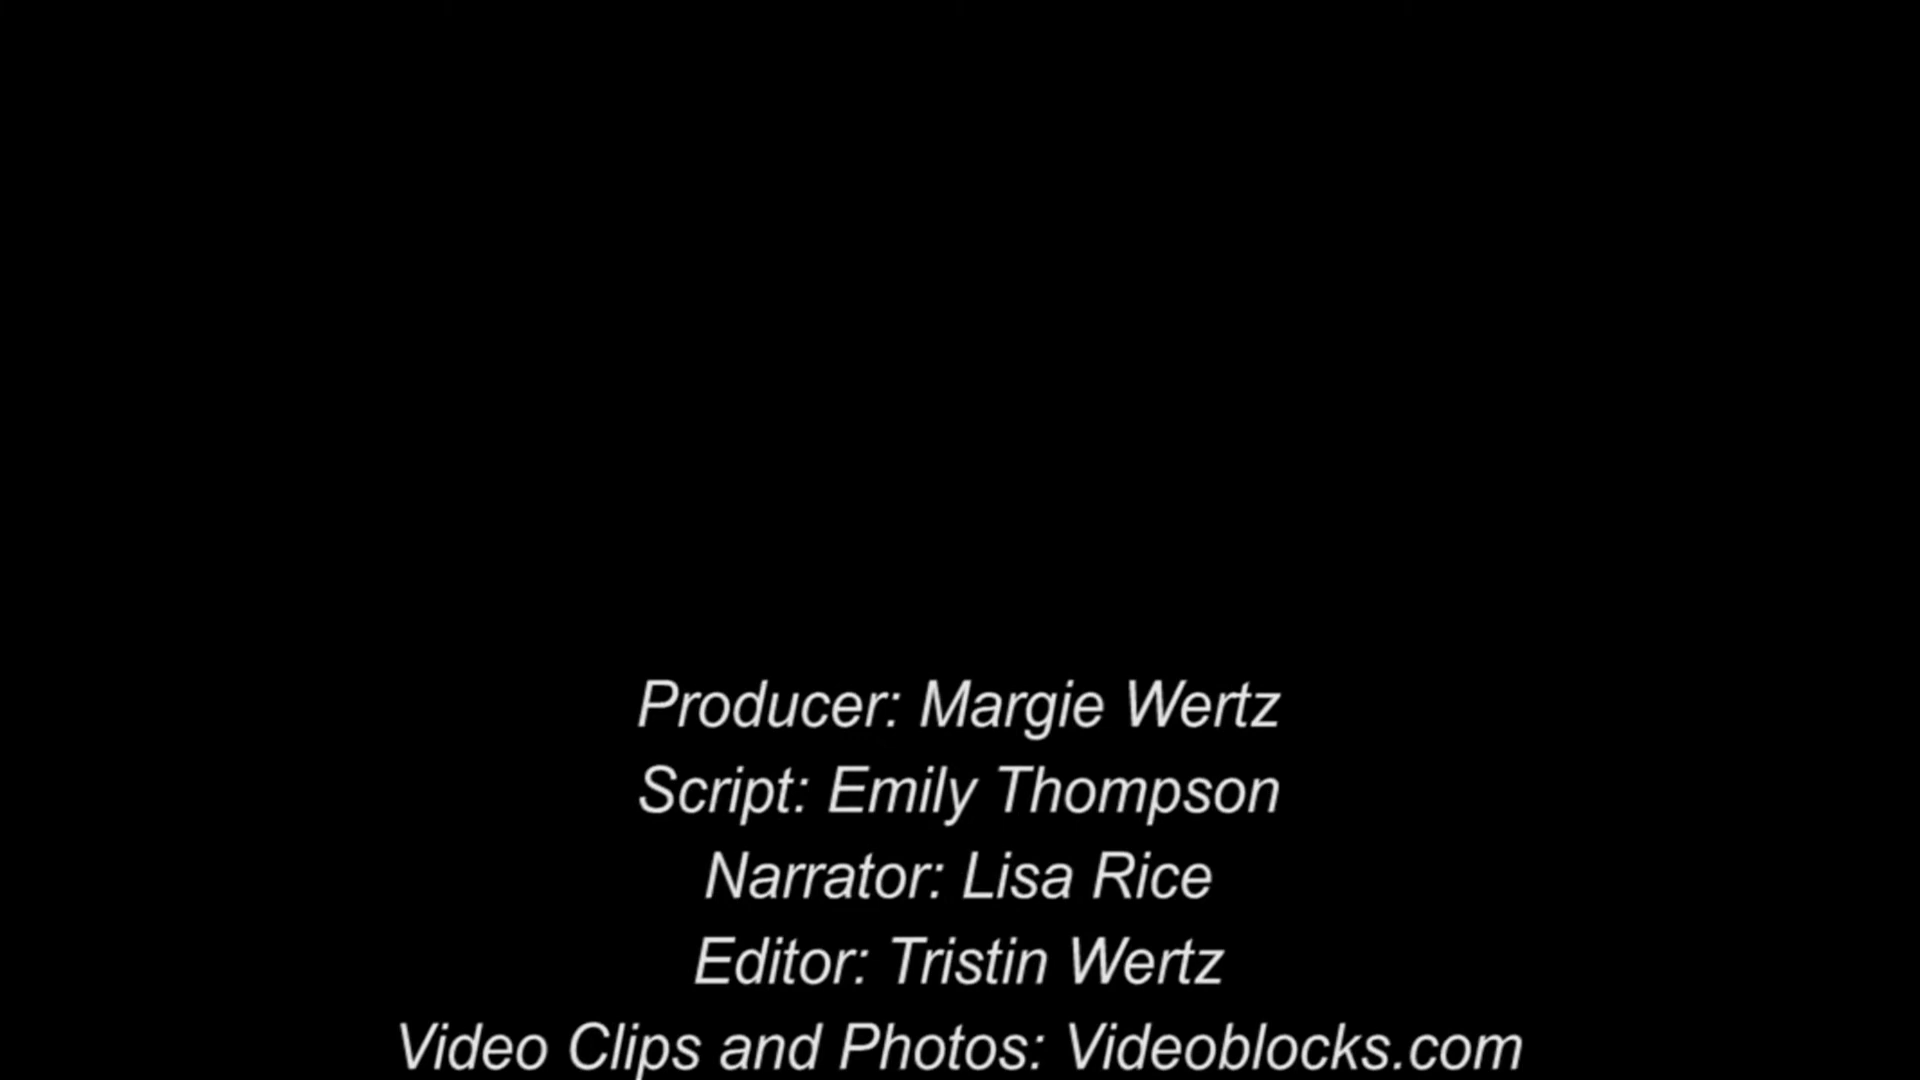 Producer: Margie Wertz
Script: Emily Thompson
Narrator: Lisa Rice
Editor: Tristin Wertz
Video Clips and Photos: Videoblocks.com